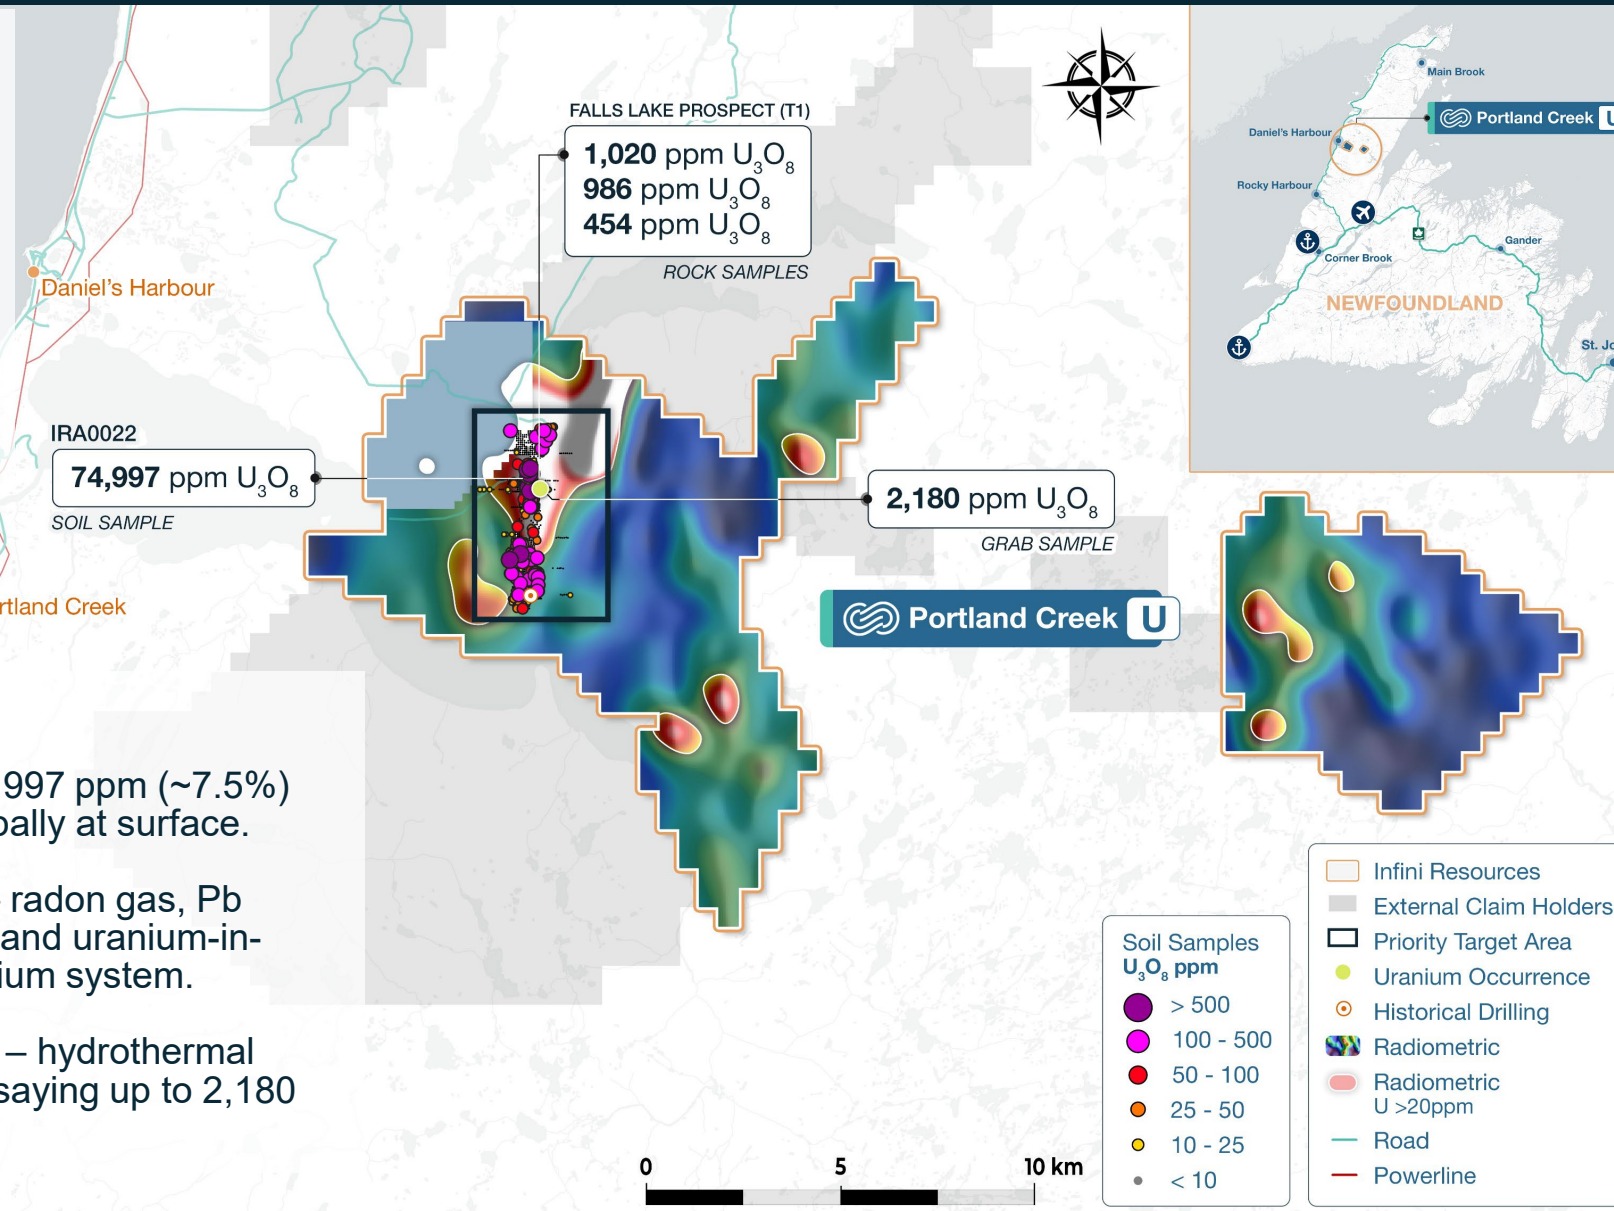 FALLS LAKE PROSPECT (T1)
1,020 ppm U3O8
986 ppm U3O8
454 ppm U3O8
ROCK SAMPLES
Daniel's Harbour
IRA0022
74,997 ppm U3O8
SOIL SAMPLE
2,180 ppm U3O8
GRAB SAMPLE
Portland Creek U
rtland Creek
997 ppm (~7.5%)
bally at surface.
radon gas, Pb
and uranium-in-
ium system.
– hydrothermal
saying up to 2,180
Main Brook
Portland Creek
Daniel's Harbour
Rocky Harbour
Gander
Corner Brook
NEWFOUNDLAND
St. Jo
Soil Samples
U3O8 ppm
> 500
100 - 500
50 - 100
25 - 50
10 - 25
< 10
Infini Resources
External Claim Holders
Priority Target Area
Uranium Occurrence
Historical Drilling
Radiometric
Radiometric
U >20ppm
Road
Powerline
0 5 10 km